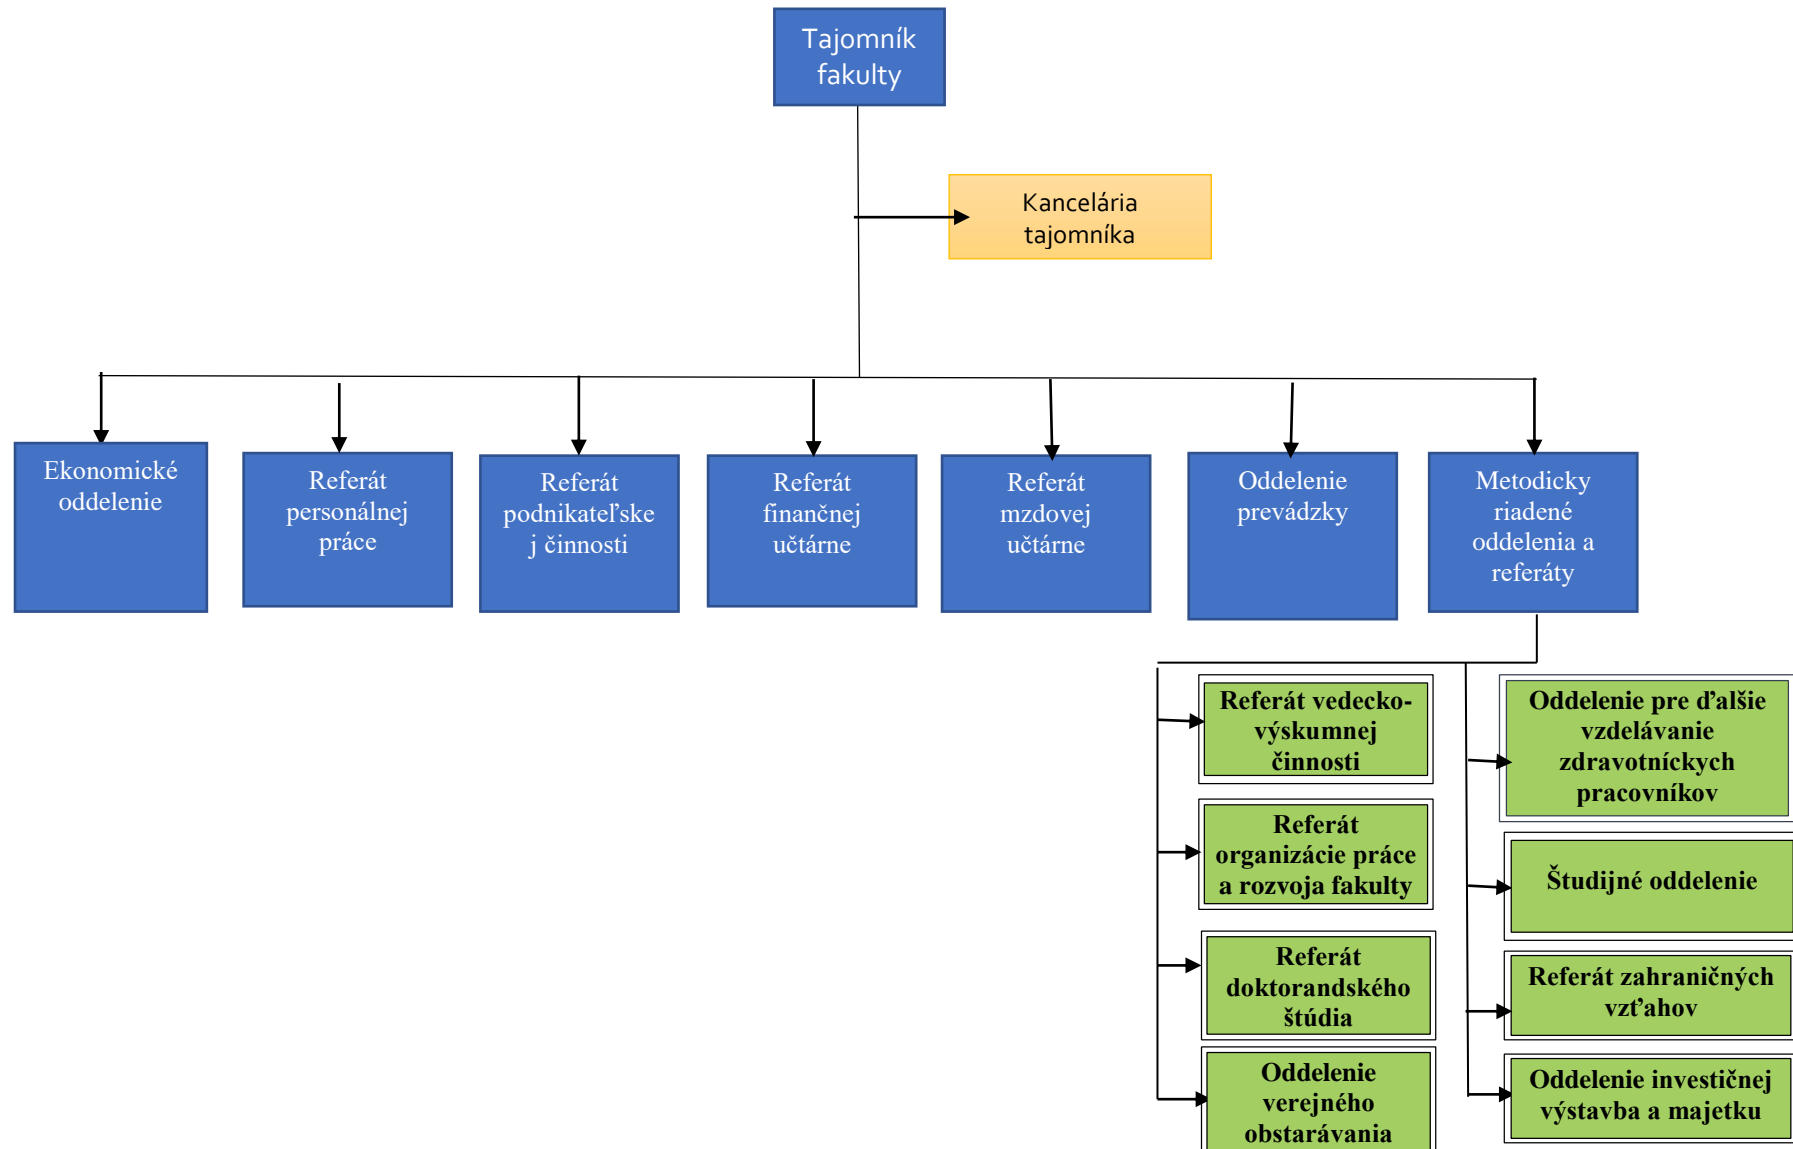 Tajomník
fakulty
Kancelária
tajomníka
Ekonomické
oddelenie
Referát
personálnej
práce
Referát
podnikateľske
j činnosti
Referát
finančnej
učtárne
Referát
mzdovej
učtárne
Oddelenie
prevádzky
Metodicky
riadené
oddelenia a
referáty
Referát vedecko-
výskumnej
činnosti
Referát
organizácie práce
a rozvoja fakulty
Referát
doktorandského
štúdia
Oddelenie
verejného
obstarávania
Oddelenie pre ďalšie
vzdelávanie
zdravotníckych
pracovníkov
Študijné oddelenie
Referát zahraničných
vzťahov
Oddelenie investičnej
výstavba a majetku